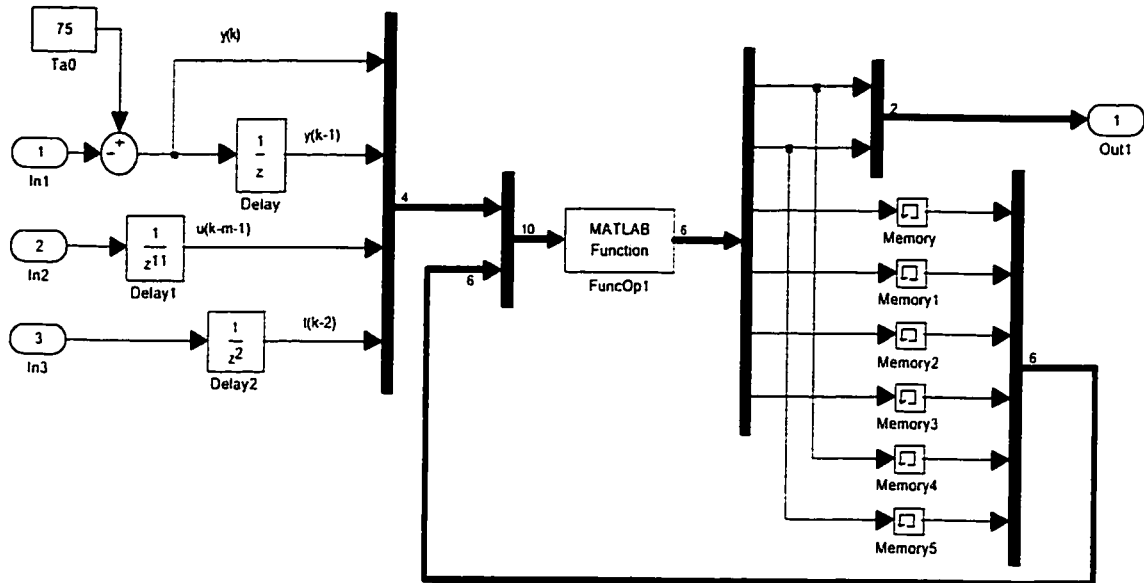 75
Ta0
y(k)
1
In1
- +
1
z
Delay
y(k-1)
2
In2
1
z11
Delay1
u(k-m-1)
3
In3
1
z2
Delay2
t(k-2)
4
6
10
MATLAB
Function
FuncOp1
6
2
1
Out1
Memory
Memory1
Memory2
Memory3
Memory4
Memory5
6